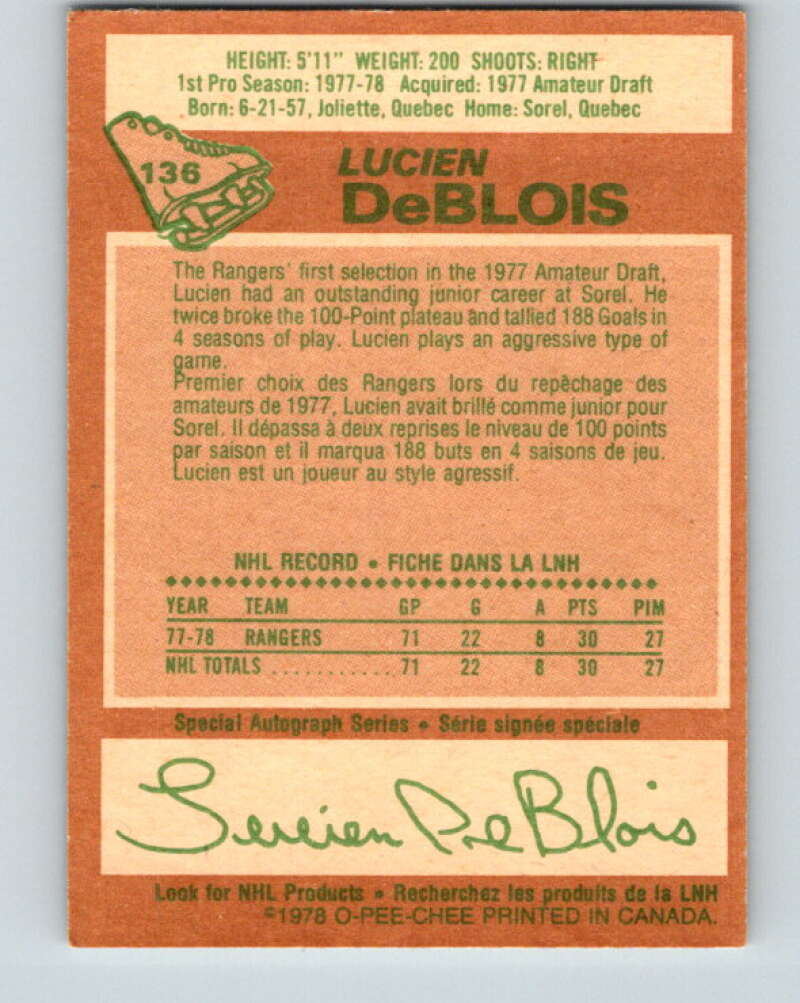 HEIGHT: 5'11" WEIGHT: 200 SHOOTS: RIGHT
1st Pro Season: 1977-78 Acquired: 1977 Amateur Draft
Born: 6-21-57, Joliette, Quebec Home: Sorel, Quebec
136
LUCIEN
DeBLOIS
The Rangers' first selection in the 1977 Amateur Draft,
Lucien had an outstanding junior career at Sorel. He
twice broke the 100-Point plateau and tallied 188 Goals in
4 seasons of play. Lucien plays an aggressive type of
game.
Premier choix des Rangers lors du repêchage des
amateurs de 1977, Lucien avait brillé comme junior pour
Sorel. Il dépassa à deux reprises le niveau de 100 points
par saison et il marqua 188 buts en 4 saisons de jeu.
Lucien est un joueur au style agressif.
NHL RECORD • FICHE DANS LA LNH
YEAR TEAM GP G A PTS PIM
77-78 RANGERS 71 22 8 30 27
NHL TOTALS ............ 71 22 8 30 27
Special Autograph Series • Série signée spéciale
Lucien DeBlois
Look for NHL Products • Recherchez les produits de la LNH
©1978 O-PEE-CHEE PRINTED IN CANADA.